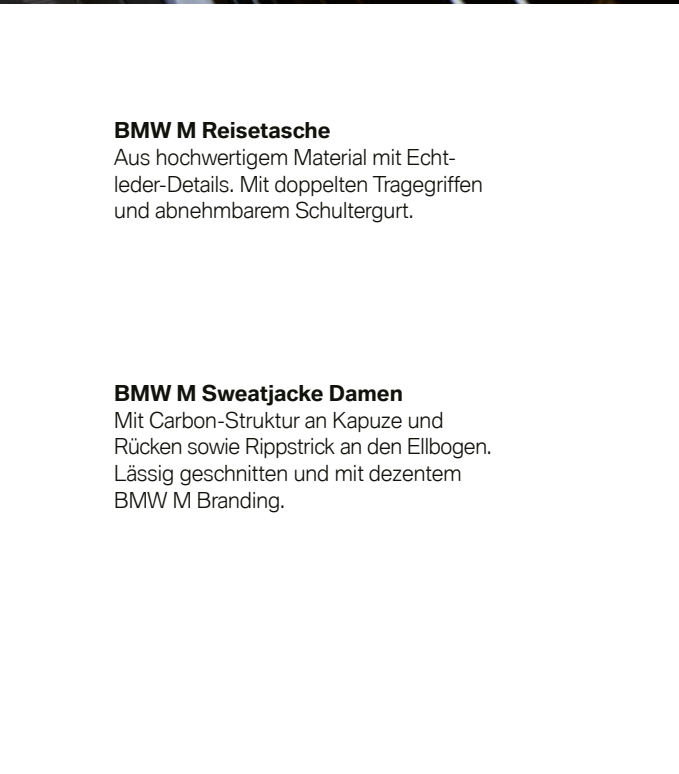 BMW M Reisetasche
Aus hochwertigem Material mit Echt-
leder-Details. Mit doppelten Tragegriffen
und abnehmbarem Schultergurt.
BMW M Sweatjacke Damen
Mit Carbon-Struktur an Kapuze und
Rücken sowie Rippstrick an den Ellbogen.
Lässig geschnitten und mit dezentem
BMW M Branding.